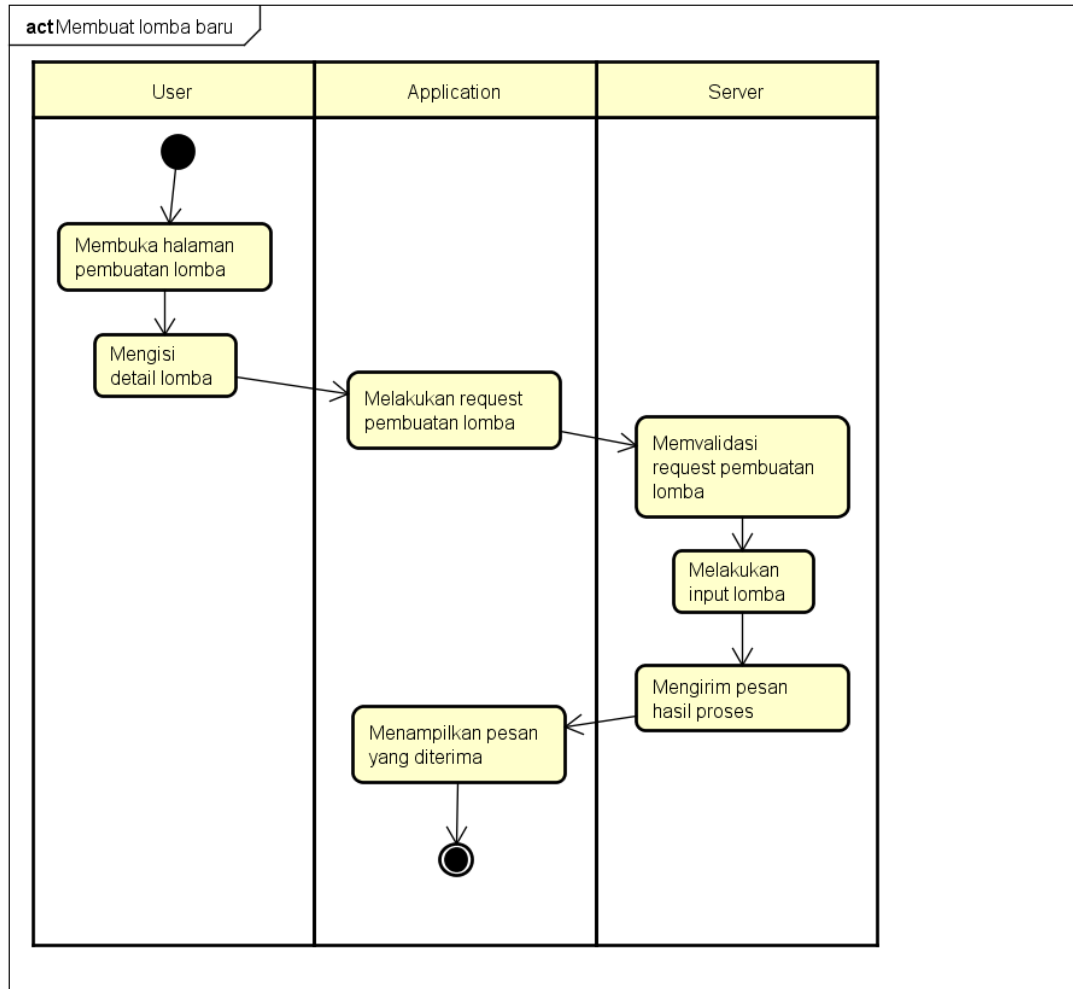 act Membuat lomba baru
User
Application
Server
Membuka halaman
pembuatan lomba
Mengisi
detail lomba
Melakukan request
pembuatan lomba
Memvalidasi
request pembuatan
lomba
Melakukan
input lomba
Mengirim pesan
hasil proses
Menampilkan pesan
yang diterima